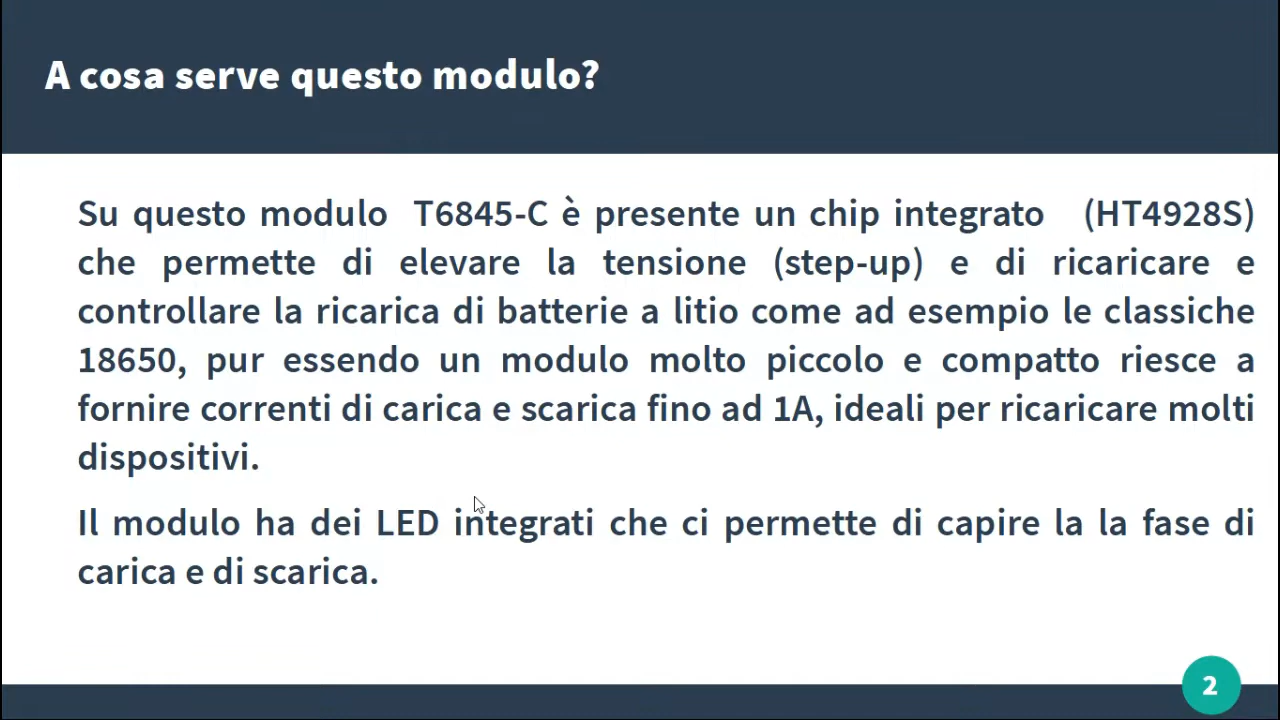 A cosa serve questo modulo?
Su questo modulo T6845-C è presente un chip integrato (HT4928S)
che permette di elevare la tensione (step-up) e di ricaricare e
controllare la ricarica di batterie a litio come ad esempio le classiche
18650, pur essendo un modulo molto piccolo e compatto riesce a
fornire correnti di carica e scarica fino ad 1A, ideali per ricaricare molti
dispositivi.
Il modulo ha dei LED integrati che ci permette di capire la la fase di
carica e di scarica.
2